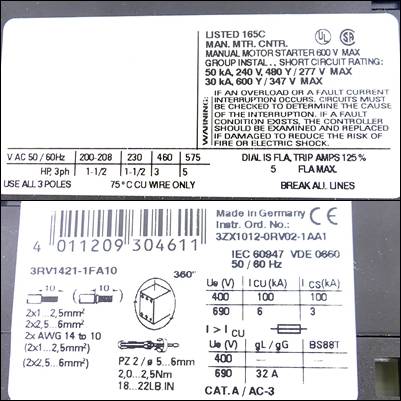 LISTED 165C
MAN. MTR. CNTR.
MANUAL MOTOR STARTER 600 V MAX
GROUP INSTAL., SHORT CIRCUIT RATING:
50 kA, 240 V, 480 Y / 277 V MAX
30 kA, 600 Y / 347 V MAX
UL
SA
WARNING:
IF AN OVERLOAD OR A FAULT CURRENT
INTERRUPTION OCCURS. CIRCUITS MUST
BE CHECKED TO DETERMINE THE CAUSE
OF THE INTERRUPTION. IF A FAULT
CONDITION EXISTS, THE CONTROLLER
SHOULD BE EXAMINED AND REPLACED
IF DAMAGED TO REDUCE THE RISK OF
FIRE OR ELECTRIC SHOCK.
V AC 50 / 60Hz 200-208 230 460 575
HP, 3ph 1-1/2 1-1/2 3 5
USE ALL 3 POLES 75°C CU WIRE ONLY
DIAL IS FLA, TRIP AMPS 125 %
5 FLA MAX.
BREAK ALL LINES
4 011209 304611
3RV1421-1FA10
Made in Germany
Instr. Ord. No.:
3ZX1012-0RV02-1AA1
IEC 60947 VDE 0660
50 / 60 Hz
360°
10 10
2x1...2,5mm²
2x2,5...6mm²
2x AWG 14 to 10
(2x1...2,5mm²)
(2x2,5...6mm²)
PZ 2 / ø 5...6mm
2,0...2,5Nm
18...22LB.IN
Ue (V) ICU (kA) ICS(kA)
400 100 100
690 6 3
I > ICU
Ue (V) gL / gG BS88T
400
690 32 A
CAT. A / AC-3